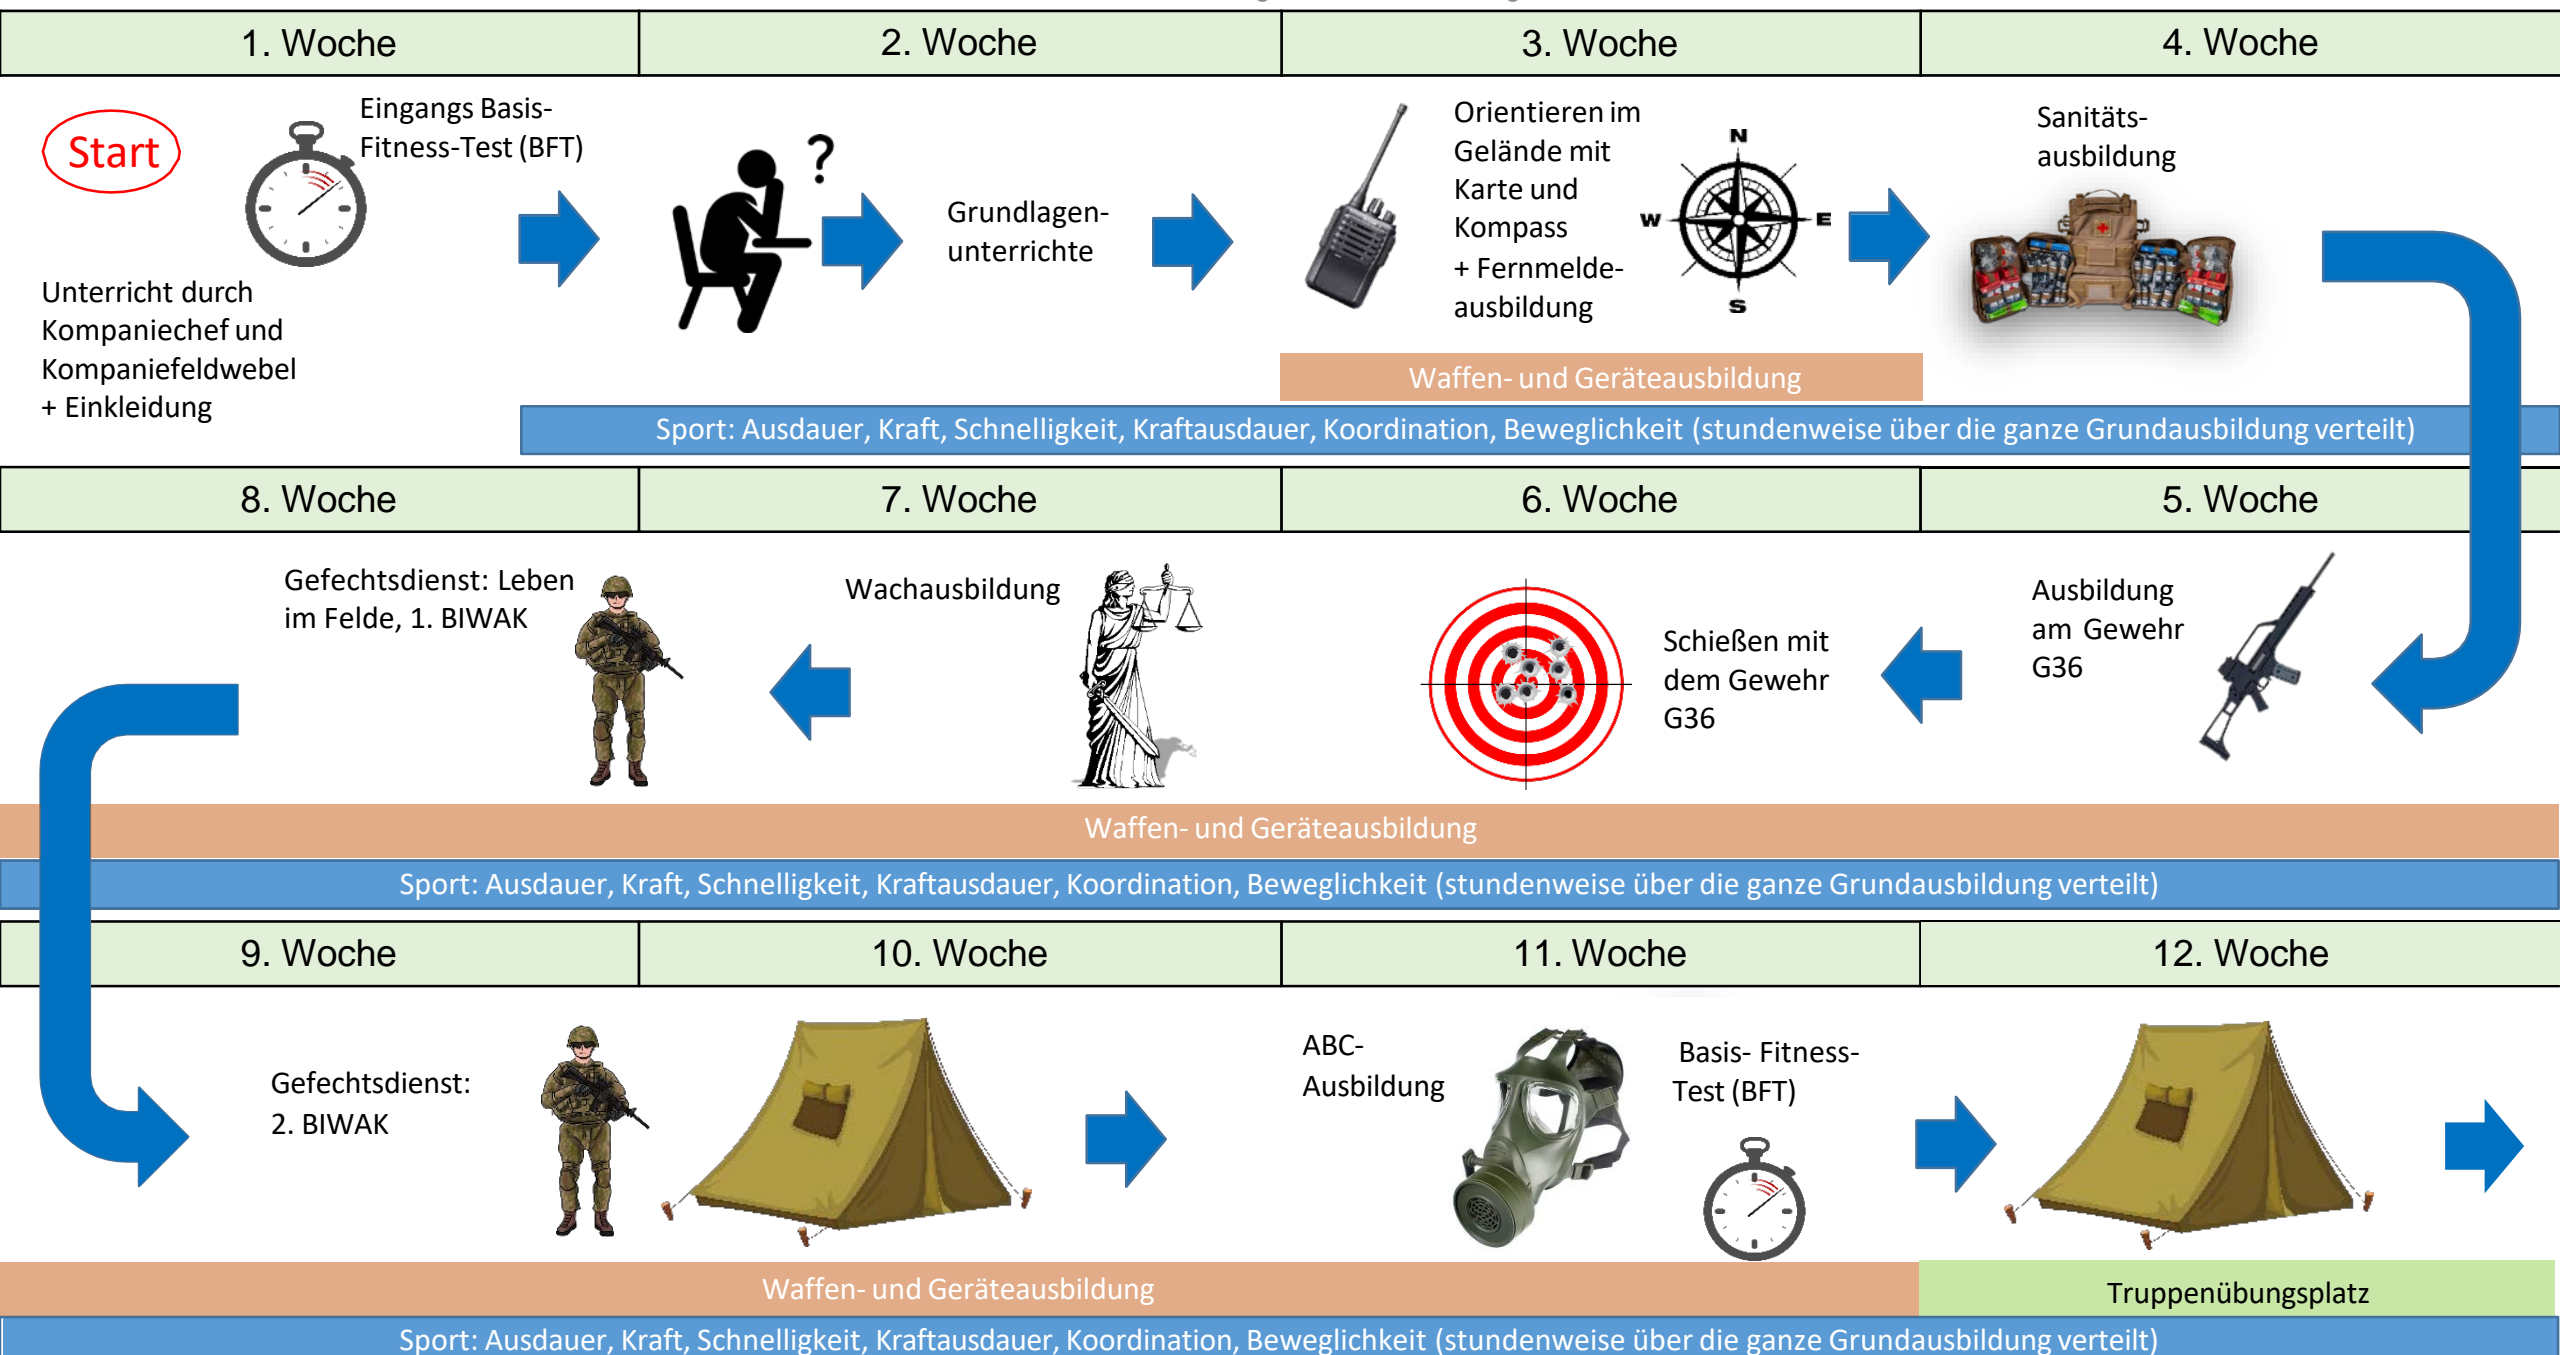 1. Woche
2. Woche
3. Woche
4. Woche
Start
Eingangs Basis-
Fitness-Test (BFT)
Unterricht durch
Kompaniechef und
Kompaniefeldwebel
+ Einkleidung
?
Grundlagen-
unterrichte
Orientieren im
Gelände mit
Karte und
Kompass
+ Fernmelde-
ausbildung
N
W
E
S
Sanitäts-
ausbildung
Waffen- und Geräteausbildung
Sport: Ausdauer, Kraft, Schnelligkeit, Kraftausdauer, Koordination, Beweglichkeit (stundenweise über die ganze Grundausbildung verteilt)
8. Woche
7. Woche
6. Woche
5. Woche
Gefechtsdienst: Leben
im Felde, 1. BIWAK
Wachausbildung
Schießen mit
dem Gewehr
G36
Ausbildung
am Gewehr
G36
Waffen- und Geräteausbildung
Sport: Ausdauer, Kraft, Schnelligkeit, Kraftausdauer, Koordination, Beweglichkeit (stundenweise über die ganze Grundausbildung verteilt)
9. Woche
10. Woche
11. Woche
12. Woche
Gefechtsdienst:
2. BIWAK
ABC-
Ausbildung
Basis- Fitness-
Test (BFT)
Waffen- und Geräteausbildung
Truppenübungsplatz
Sport: Ausdauer, Kraft, Schnelligkeit, Kraftausdauer, Koordination, Beweglichkeit (stundenweise über die ganze Grundausbildung verteilt)